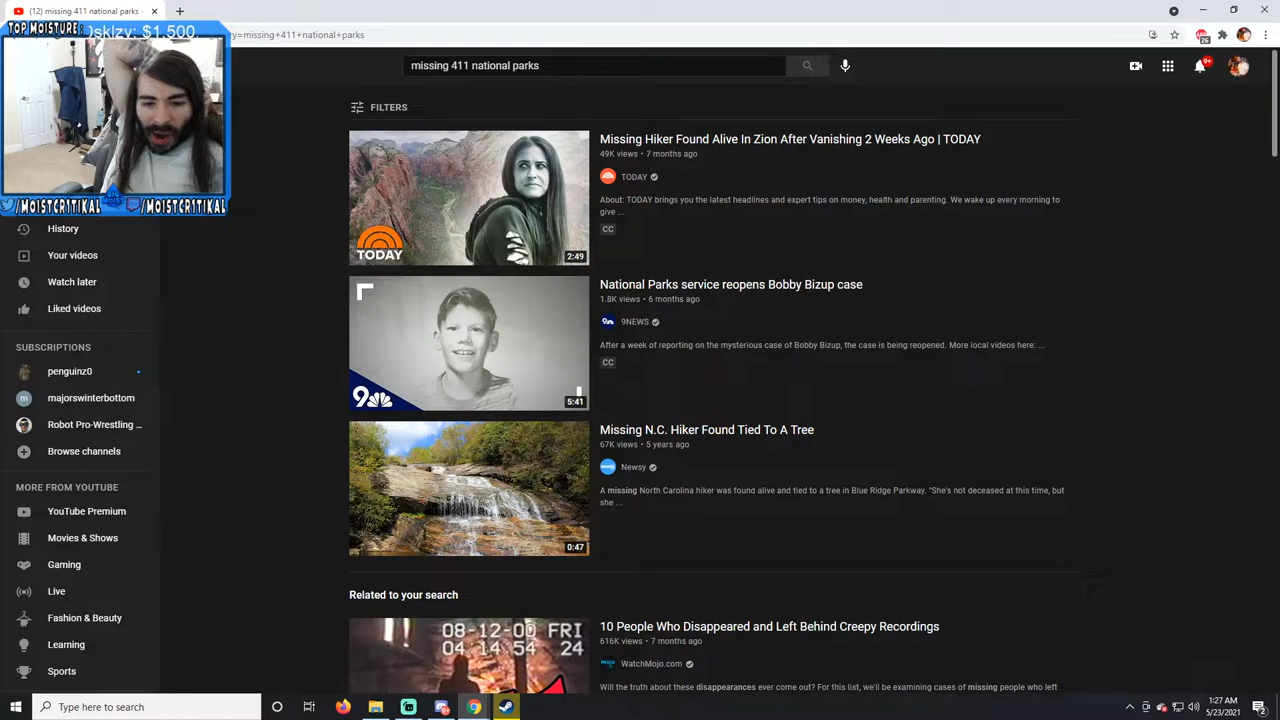 (12) missing 411 national parks
TOP MOISTURE:
Dsklzy: $1,500.
y=missing+411+national+parks
26
missing 411 national parks
9+
/MOISTCR1TIKAL
BIG MOIST
/MOISTCR1TIKAL
FILTERS
Missing Hiker Found Alive In Zion After Vanishing 2 Weeks Ago | TODAY
49K views • 7 months ago
TODAY
About: TODAY brings you the latest headlines and expert tips on money, health and parenting. We wake up every morning to
give ...
CC
TODAY
2:49
National Parks service reopens Bobby Bizup case
1.8K views • 6 months ago
9NEWS
After a week of reporting on the mysterious case of Bobby Bizup, the case is being reopened. More local videos here: ...
CC
9
5:41
Missing N.C. Hiker Found Tied To A Tree
67K views • 5 years ago
Newsy
A missing North Carolina hiker was found alive and tied to a tree in Blue Ridge Parkway. "She's not deceased at this time, but
she ...
0:47
Related to your search
10 People Who Disappeared and Left Behind Creepy Recordings
616K views • 7 months ago
WatchMojo.com
Will the truth about these disappearances ever come out? For this list, we'll be examining cases of missing people who left
08-12-00 FRI
04:14:54 24
History
Your videos
Watch later
Liked videos
SUBSCRIPTIONS
penguinz0
m majorswinterbottom
Robot Pro-Wrestling ...
Browse channels
MORE FROM YOUTUBE
YouTube Premium
Movies & Shows
Gaming
Live
Fashion & Beauty
Learning
Sports
Type here to search
1:27 AM
5/23/2021
2